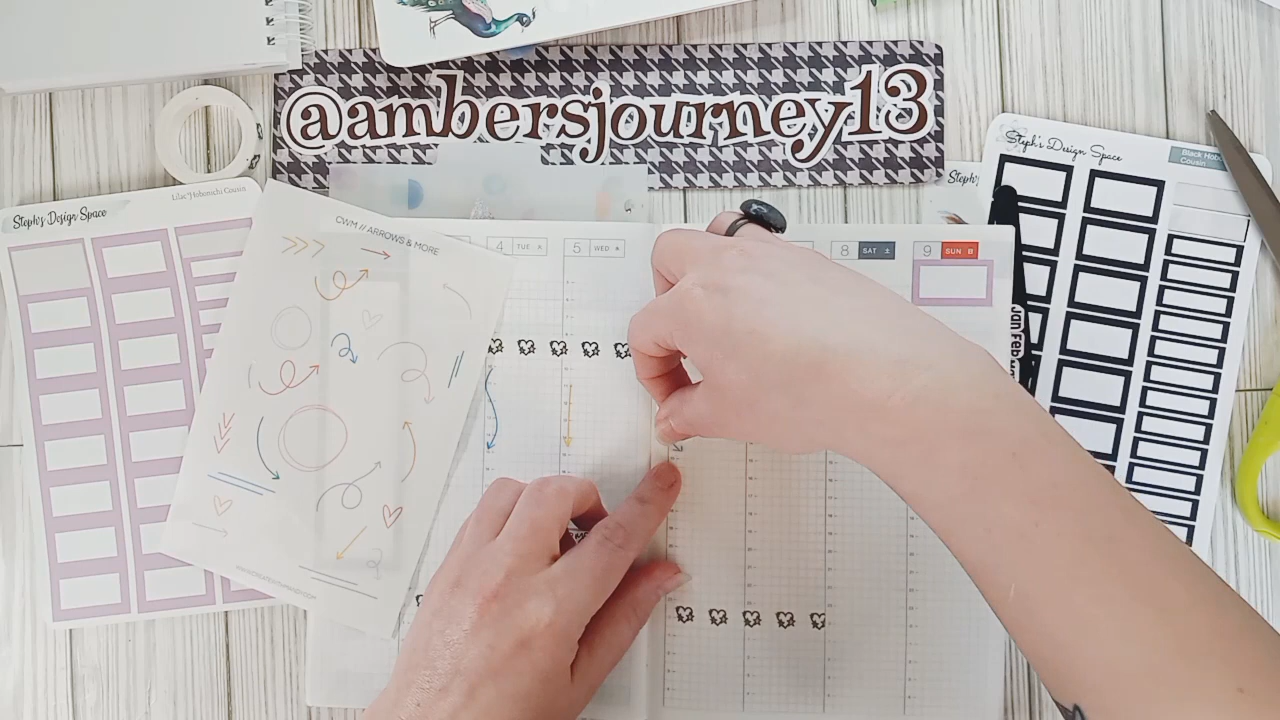 @ambersjourney13
Steph's Design Space
Lilac Hobonichi Cousin
CWM // ARROWS & MORE
4 TUE
5 WED
8 SAT
9 SUN
Steph's
Steph's Design Space
Black
Cousin
Jan Feb